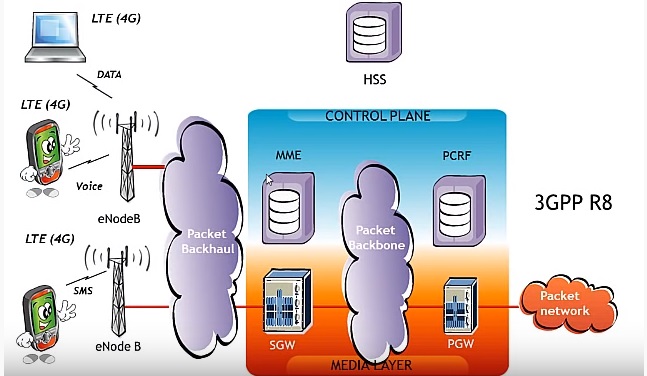 LTE (4G)
DATA
HSS
LTE (4G)
Voice
eNodeB
LTE (4G)
SMS
eNode B
Packet
Backhaul
CONTROL PLANE
MME
PCRF
Packet
Backbone
3GPP R8
SGW
PGW
MEDIA LAYER
Packet
network